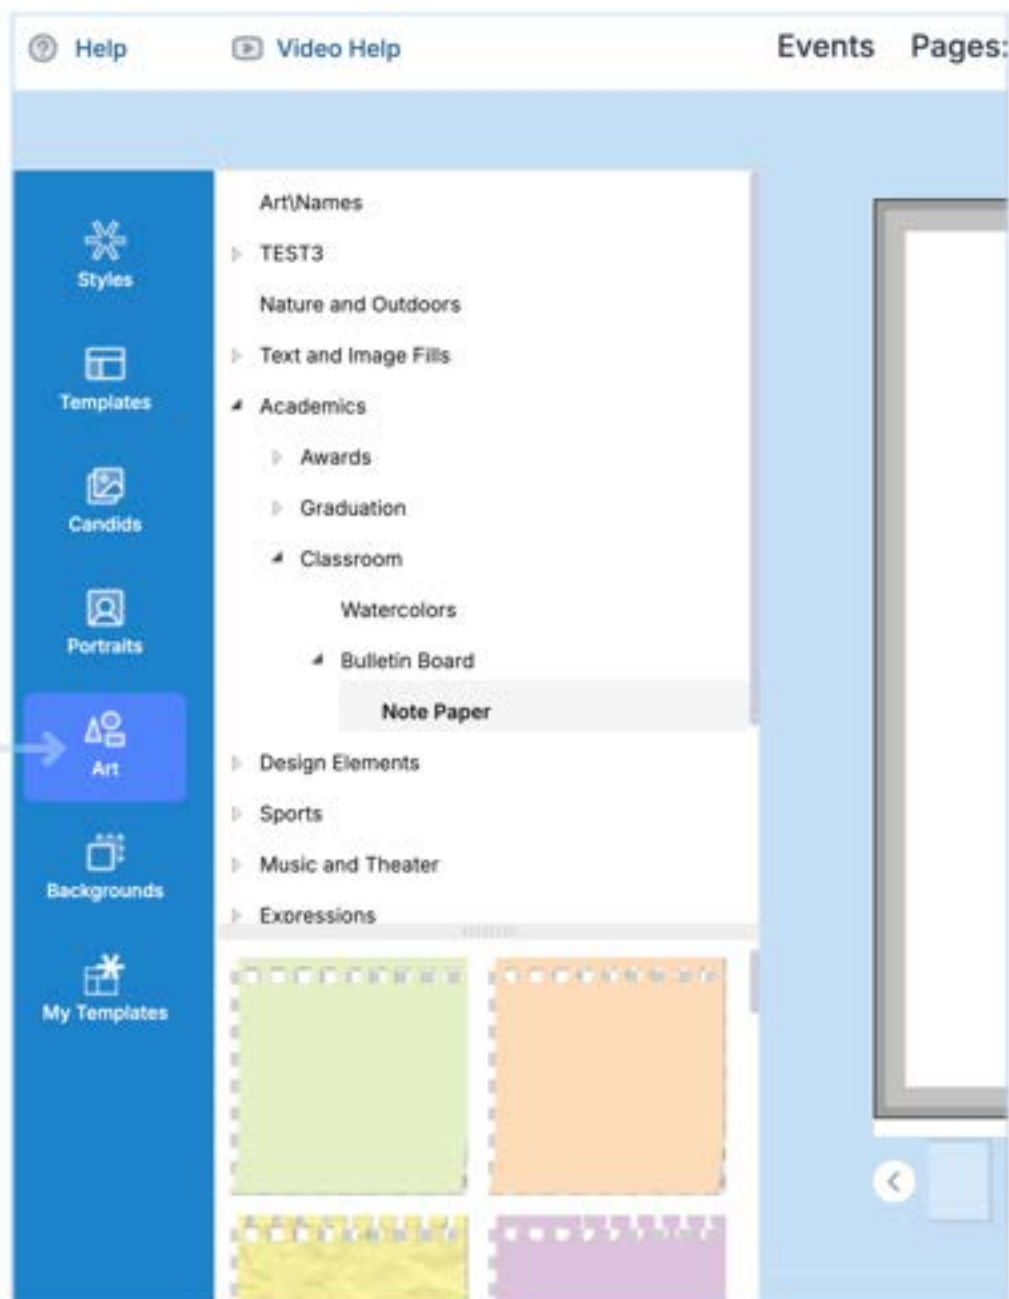 Help
Video Help
Events
Pages:
Styles
Templates
Candids
Portraits
Art
Backgrounds
My Templates
Art\Names
TEST3
Nature and Outdoors
Text and Image Fills
Academics
Awards
Graduation
Classroom
Watercolors
Bulletin Board
Note Paper
Design Elements
Sports
Music and Theater
Expressions